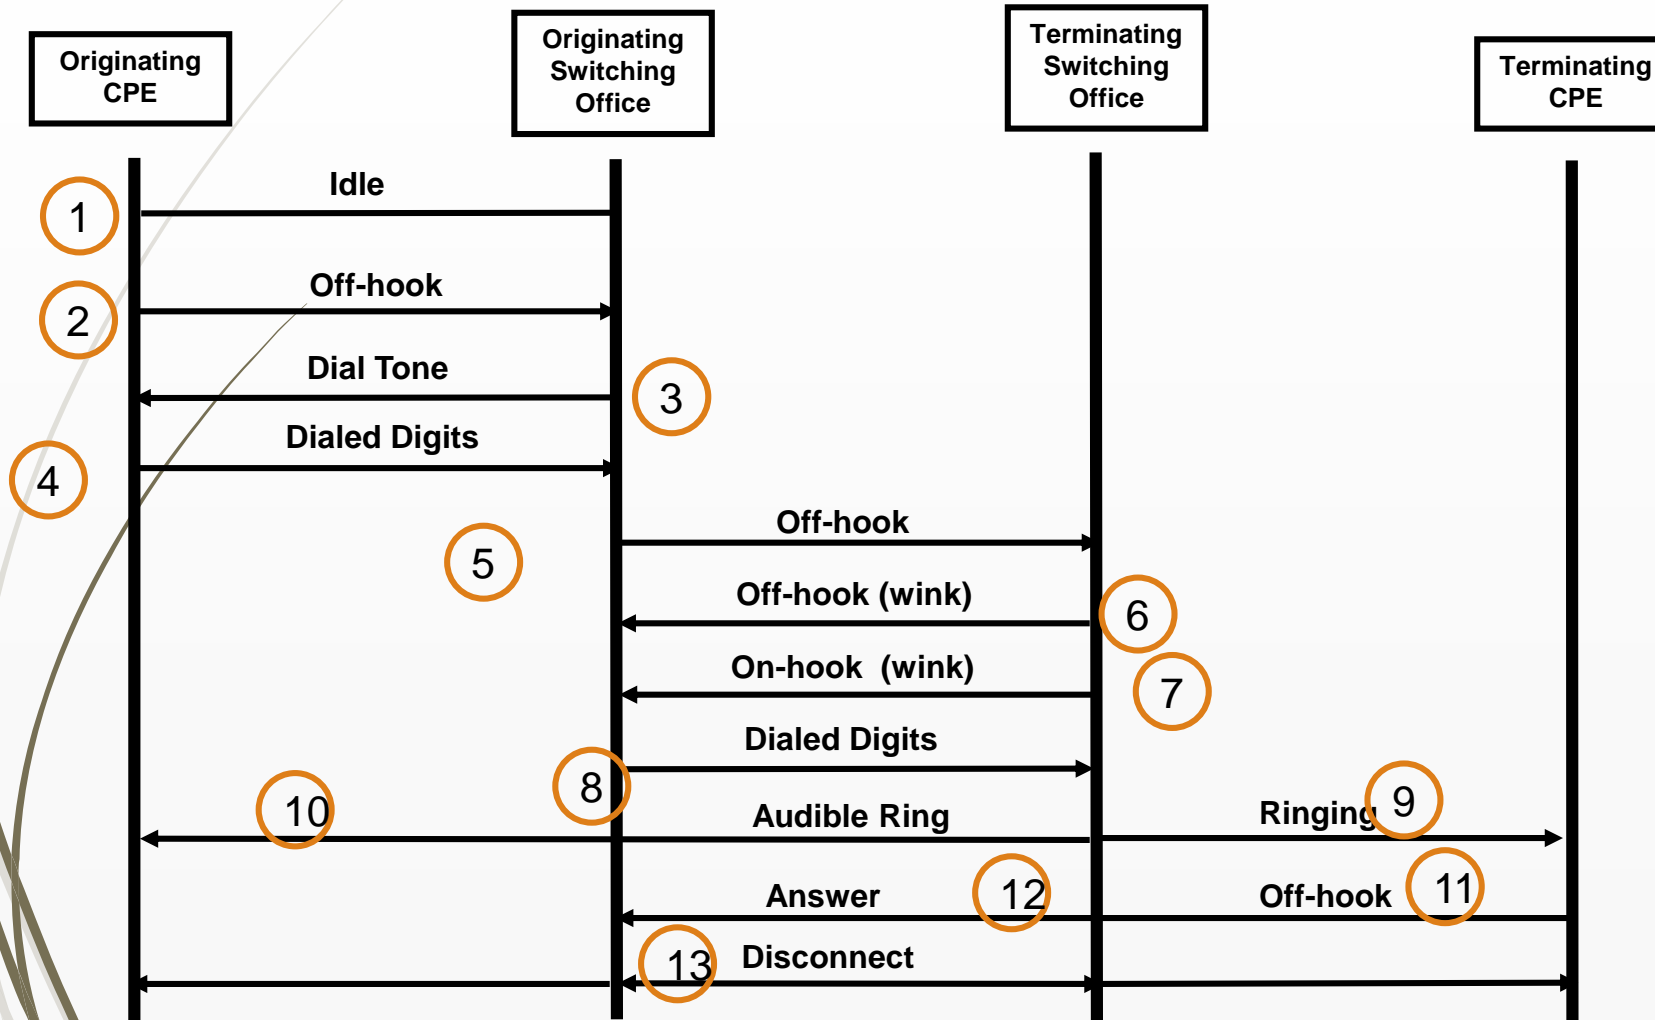 Originating
CPE
Originating
Switching
Office
Terminating
Switching
Office
Terminating
CPE
1
Idle
2
Off-hook
Dial Tone
3
4
Dialed Digits
5
Off-hook
Off-hook (wink)
6
On-hook (wink)
7
Dialed Digits
8
10
Audible Ring
Ringing
9
Answer
12
Off-hook
11
13
Disconnect